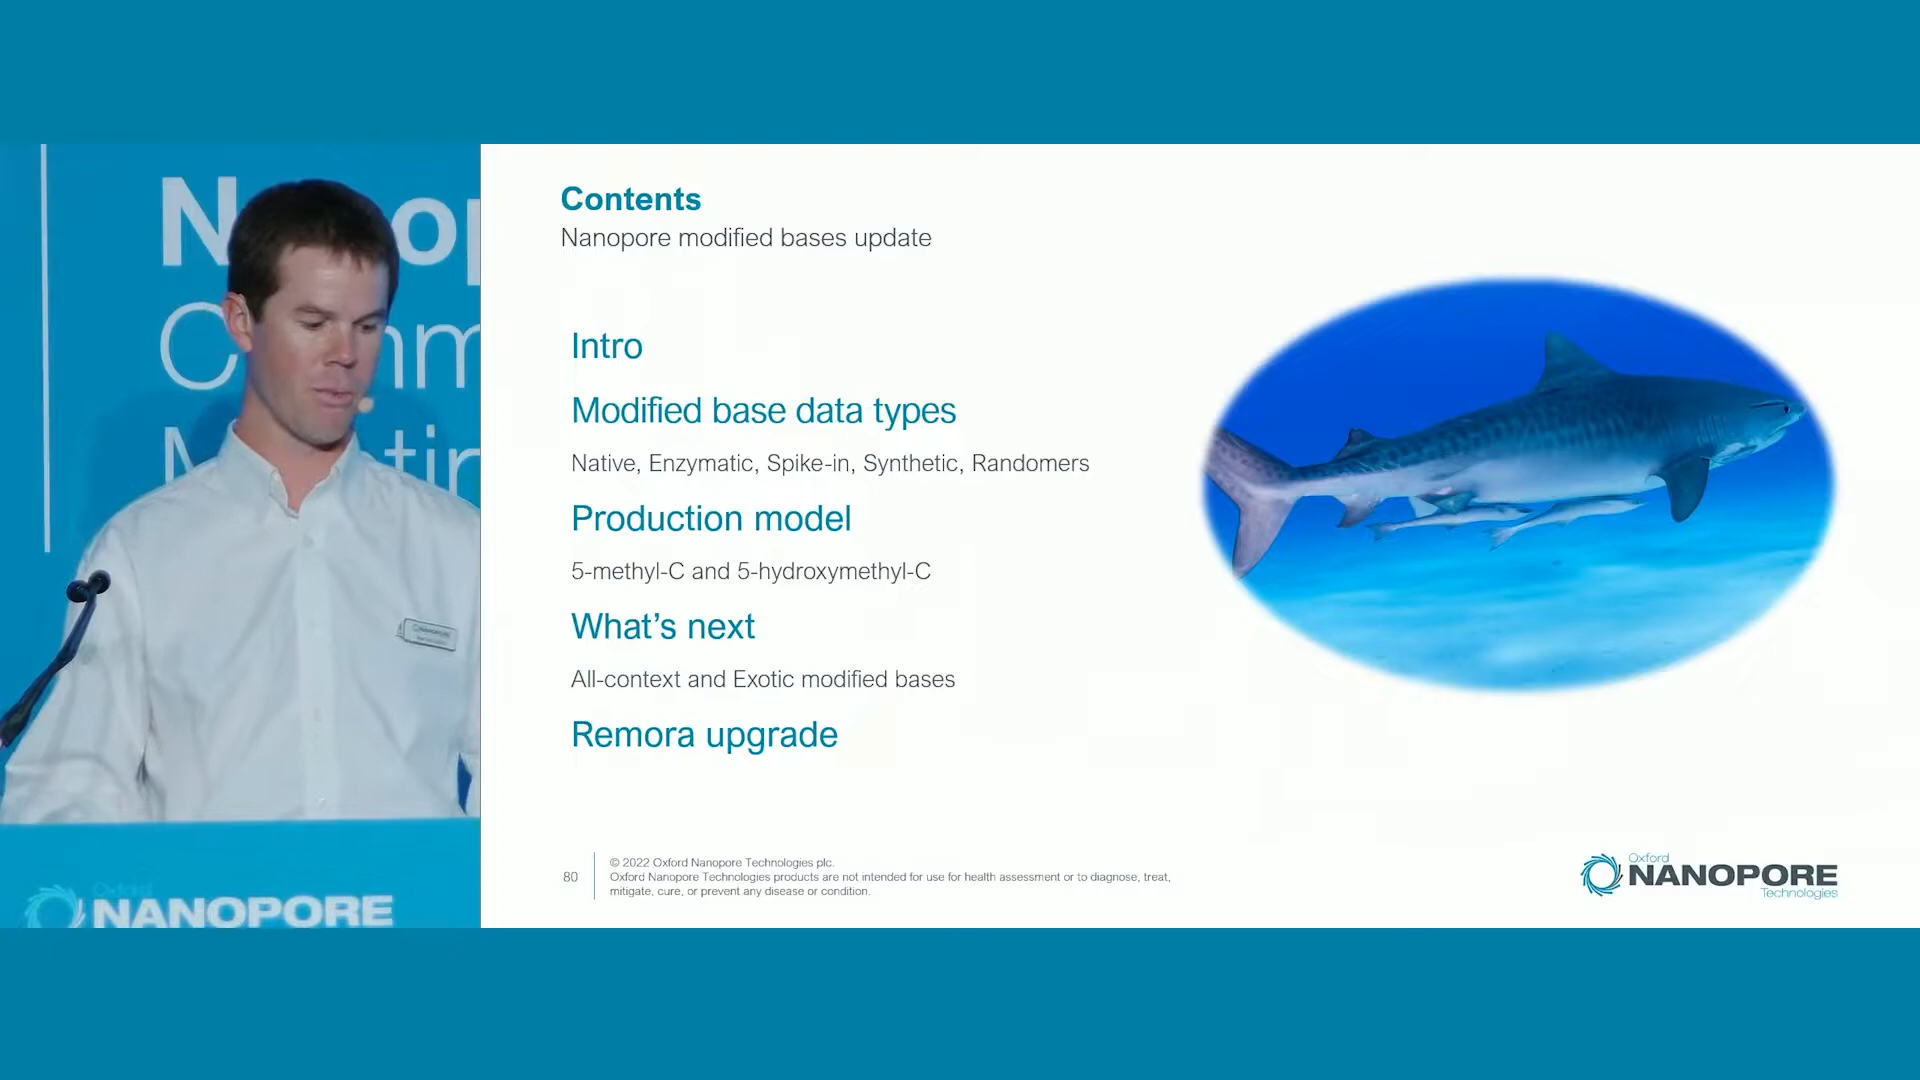 Contents
Nanopore modified bases update
Intro
Modified base data types
Native, Enzymatic, Spike-in, Synthetic, Randomers
Production model
5-methyl-C and 5-hydroxymethyl-C
What's next
All-context and Exotic modified bases
Remora upgrade
80
© 2022 Oxford Nanopore Technologies plc.
Oxford Nanopore Technologies products are not intended for use for health assessment or to diagnose, treat,
mitigate, cure, or prevent any disease or condition.
Oxford
NANOPORE
Technologies
Oxford
NANOPORE